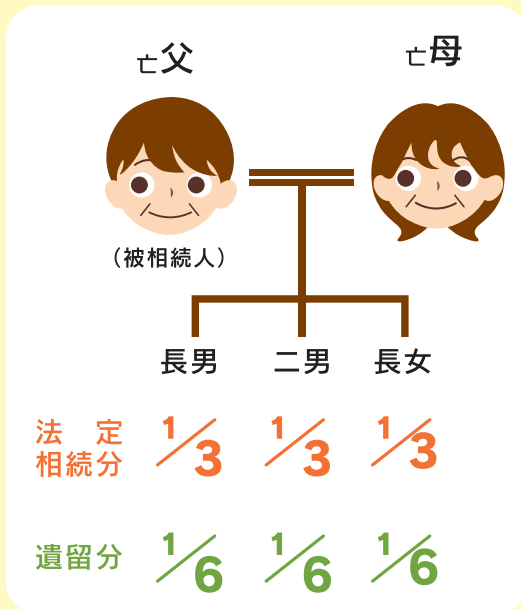 亡父 亡母
（被相続人）
長男 二男 長女
法 定
相続分 1/3 1/3 1/3
遺留分 1/6 1/6 1/6